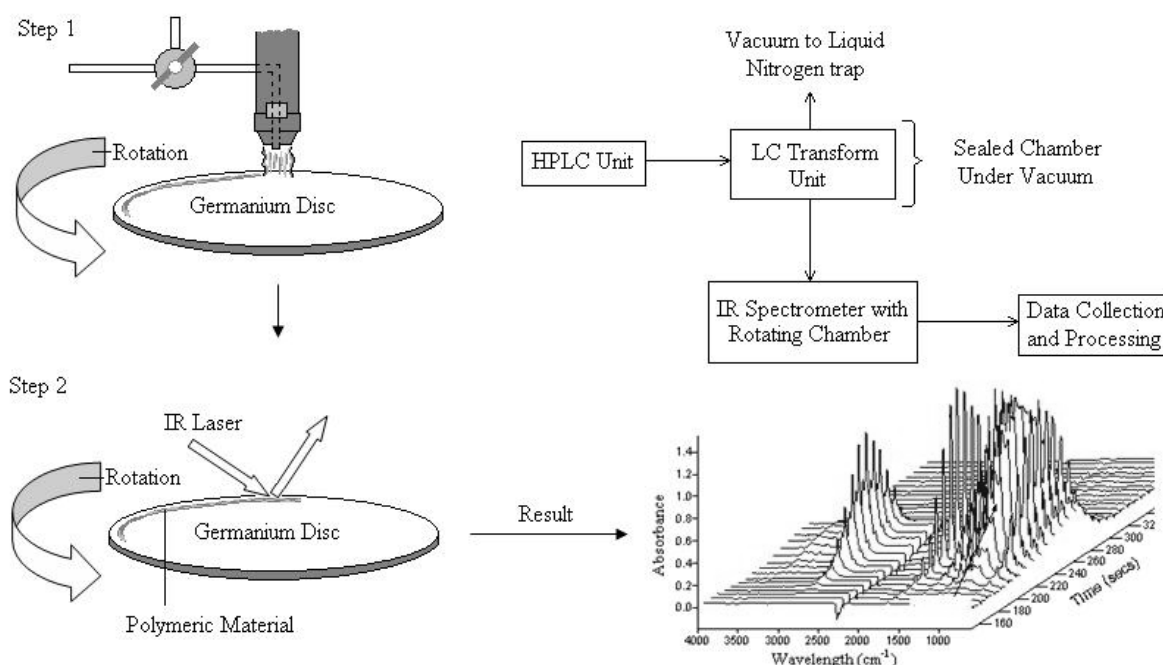 Step 1
Rotation
Germanium Disc
Vacuum to Liquid
Nitrogen trap
HPLC Unit
LC Transform
Unit
Sealed Chamber
Under Vacuum
IR Spectrometer with
Rotating Chamber
Data Collection
and Processing
Step 2
IR Laser
Rotation
Germanium Disc
Polymeric Material
Result
Absorbance
1.4
1.2
1.0
0.8
0.6
0.4
0.2
0.0
4000 3500 3000 2500 2000 1500 1000
Wavelength (cm-1)
160
180
200
220
240
260
280
300
32
Time (secs)